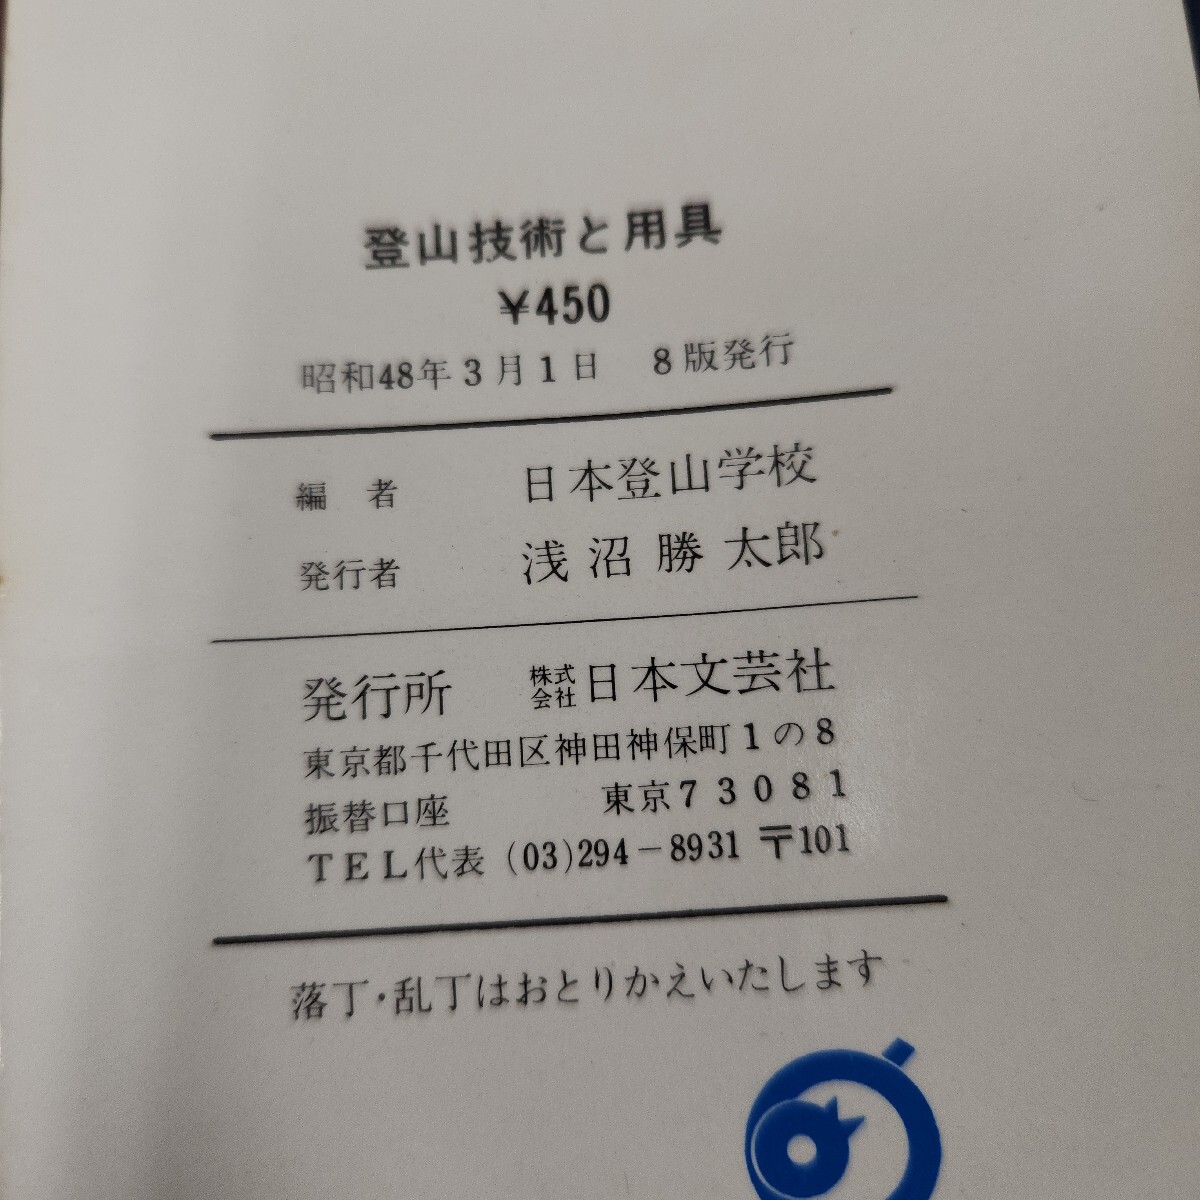 登山技術と用具
¥450
昭和48年3月1日　8版発行
編　者　日本登山学校
発行者　浅沼勝太郎
発行所　株式会社日本文芸社
東京都千代田区神田神保町1の8
振替口座　東京73081
TEL代表 (03)294－8931 〒101
落丁・乱丁はおとりかえいたします